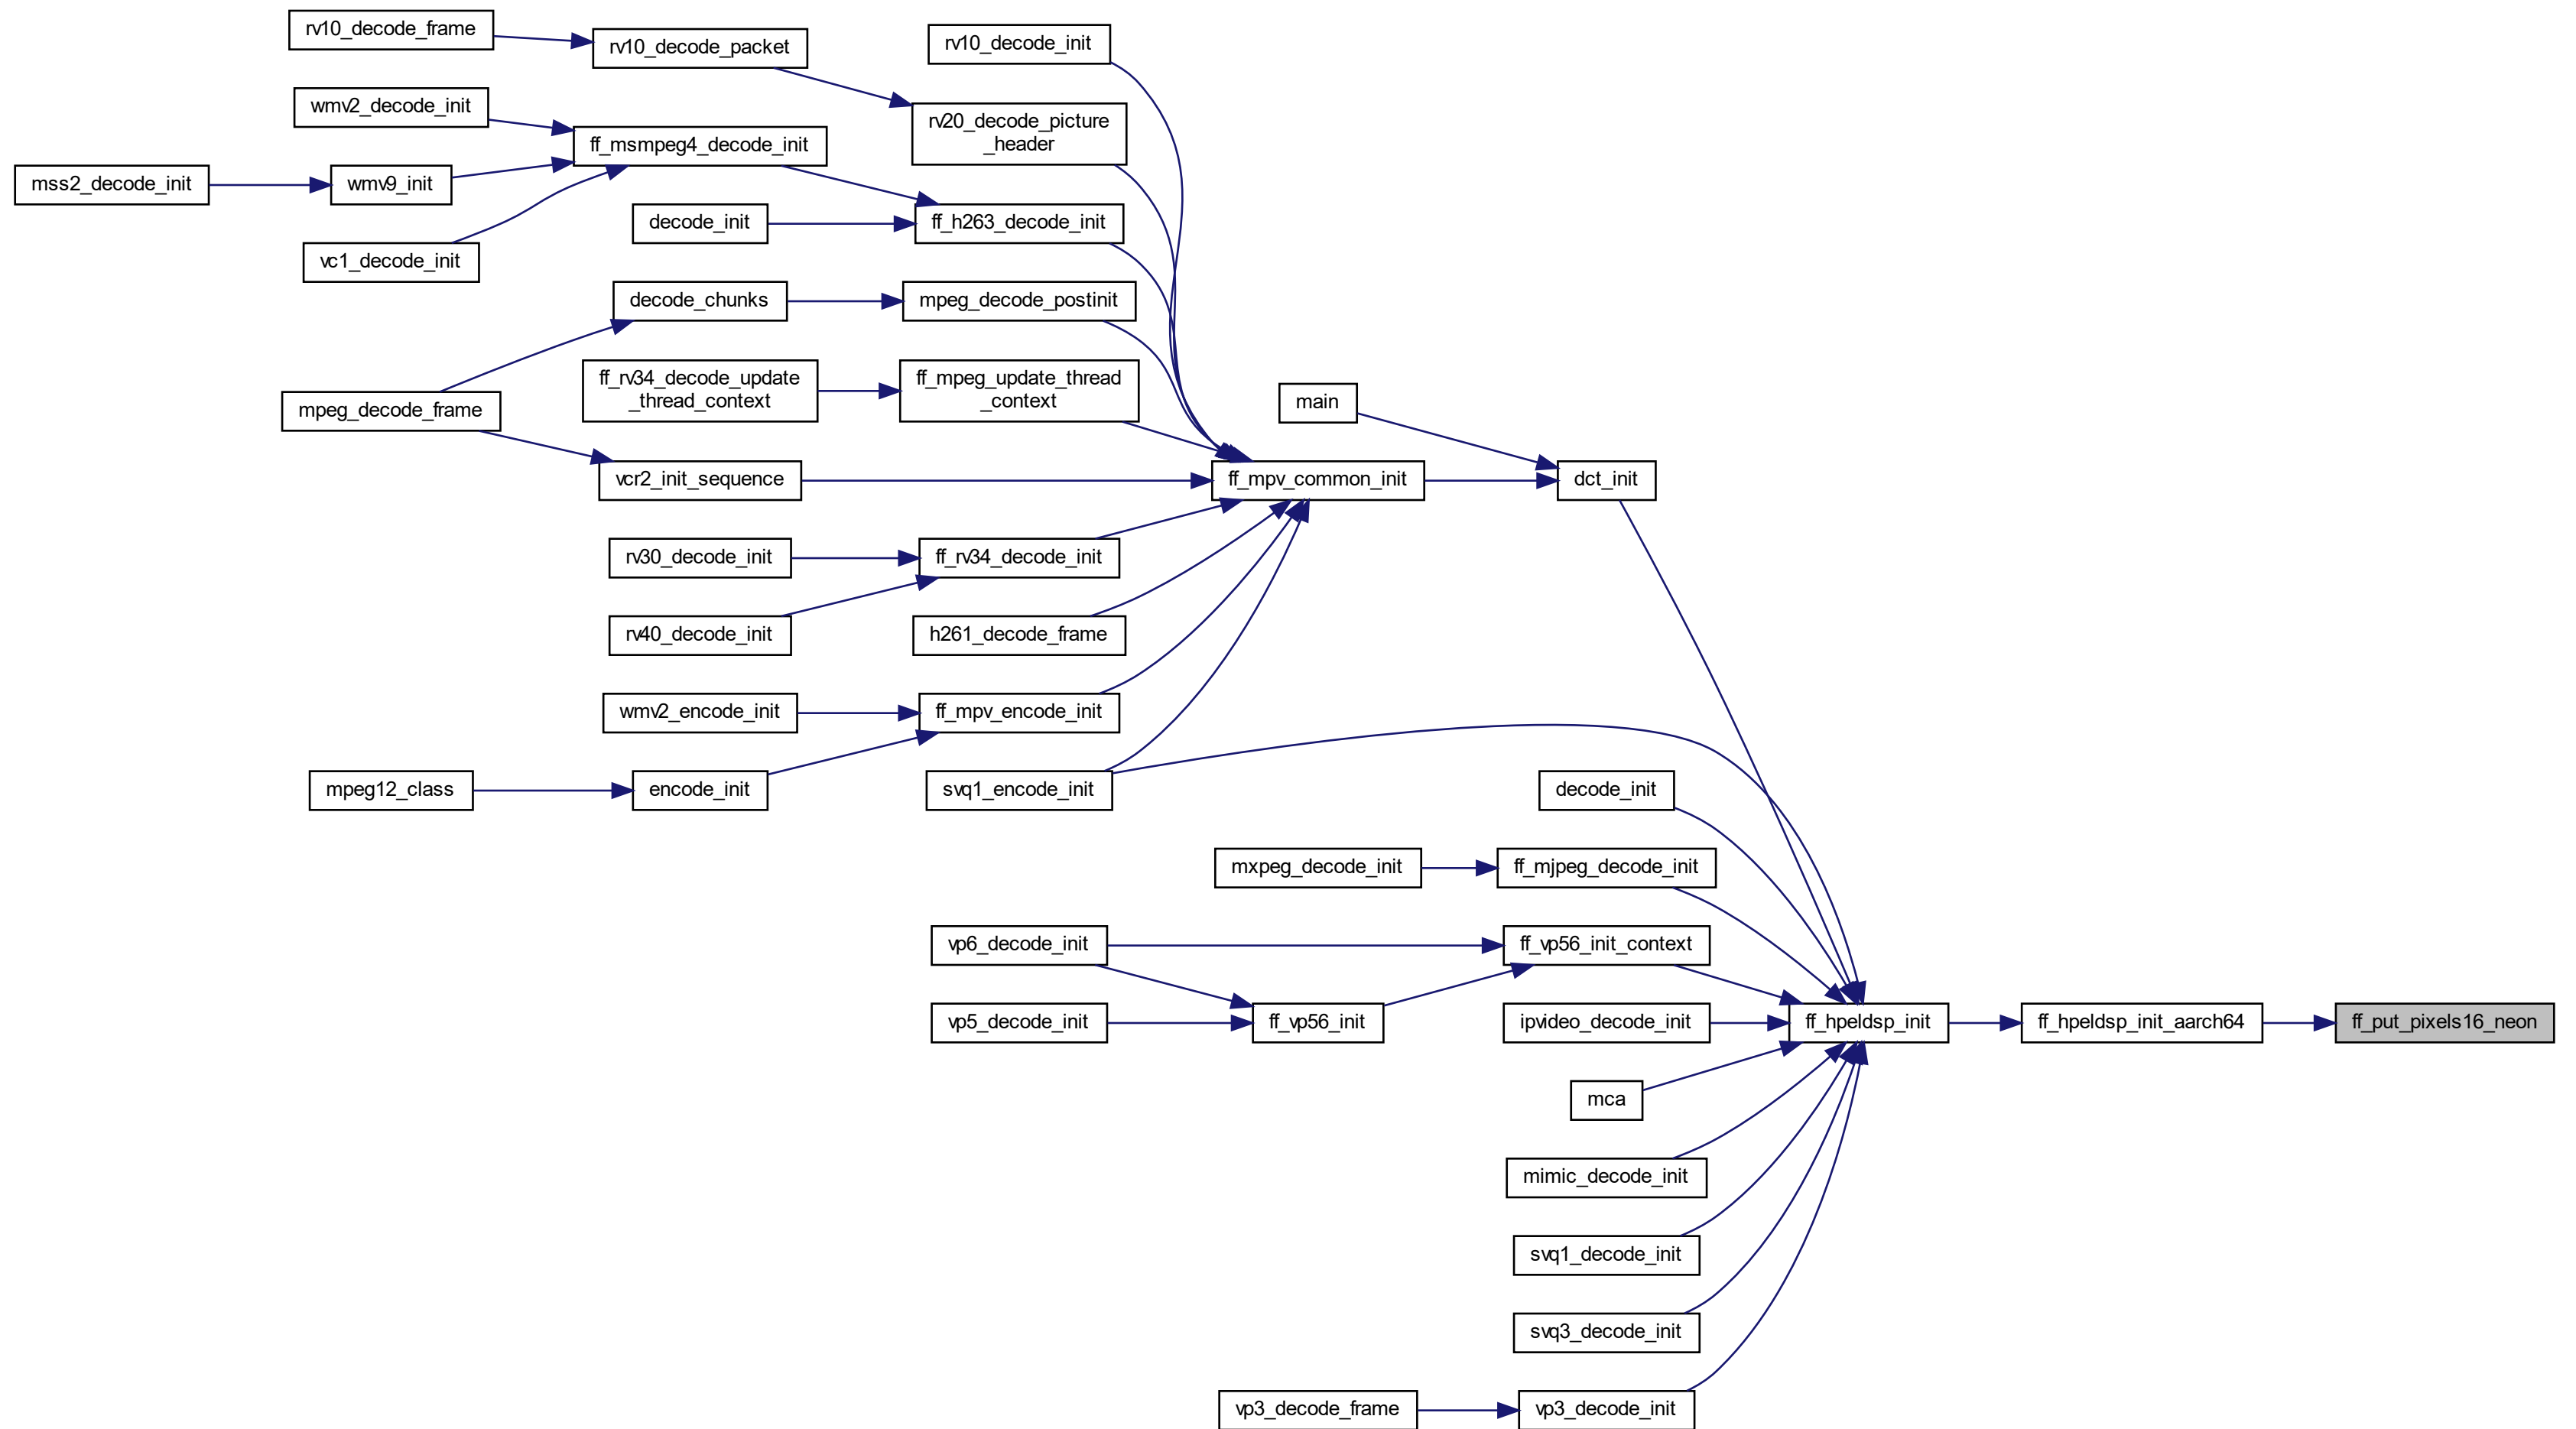 rv10_decode_frame
rv10_decode_packet
rv10_decode_init
wmv2_decode_init
rv20_decode_picture
_header
ff_msmpeg4_decode_init
mss2_decode_init
wmv9_init
decode_init
ff_h263_decode_init
vc1_decode_init
decode_chunks
mpeg_decode_postinit
ff_rv34_decode_update
_thread_context
ff_mpeg_update_thread
_context
main
mpeg_decode_frame
vcr2_init_sequence
ff_mpv_common_init
dct_init
rv30_decode_init
ff_rv34_decode_init
rv40_decode_init
h261_decode_frame
wmv2_encode_init
ff_mpv_encode_init
mpeg12_class
encode_init
svq1_encode_init
decode_init
mxpeg_decode_init
ff_mjpeg_decode_init
vp6_decode_init
ff_vp56_init_context
vp5_decode_init
ff_vp56_init
ipvideo_decode_init
ff_hpeldsp_init
ff_hpeldsp_init_aarch64
ff_put_pixels16_neon
mca
mimic_decode_init
svq1_decode_init
svq3_decode_init
vp3_decode_frame
vp3_decode_init